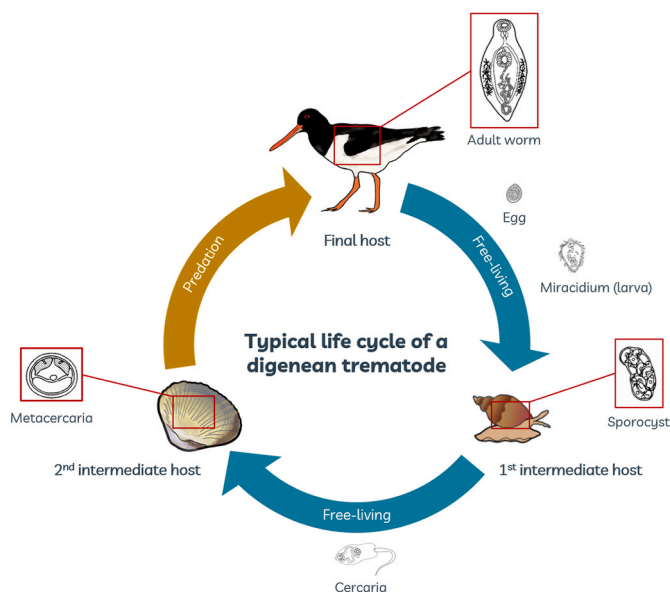 Adult worm
Egg
Final host
Free-living
Predation
Miracidium (larva)
Typical life cycle of a
digenean trematode
Metacercaria
Sporocyst
2nd intermediate host
1st intermediate host
Free-living
Cercaria